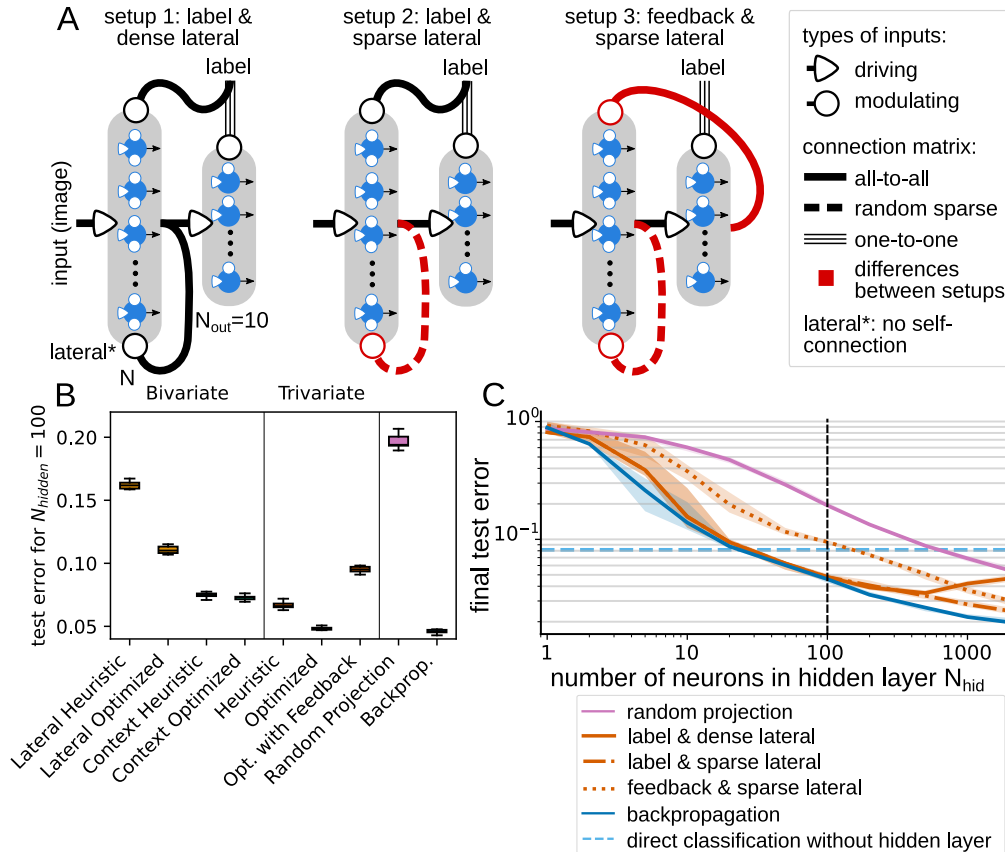 A
setup 1: label &
dense lateral
setup 2: label &
sparse lateral
setup 3: feedback
& sparse lateral
label
label
label
input (image)
N_out=10
lateral*
N
types of inputs:
driving
modulating
connection matrix:
all-to-all
random sparse
one-to-one
differences
between setups
lateral*: no self-
connection
B
Bivariate
Trivariate
test error for N_hidden = 100
0.20
0.15
0.10
0.05
Lateral Heuristic
Lateral Optimized
Context Heuristic
Context Optimized
Heuristic
Optimized
Opt. with Feedback
Random Projection
Backprop.
C
final test error
10^0
10^-1
1
10
100
1000
number of neurons in hidden layer N_hid
random projection
label & dense lateral
label & sparse lateral
feedback & sparse lateral
backpropagation
direct classification without hidden layer